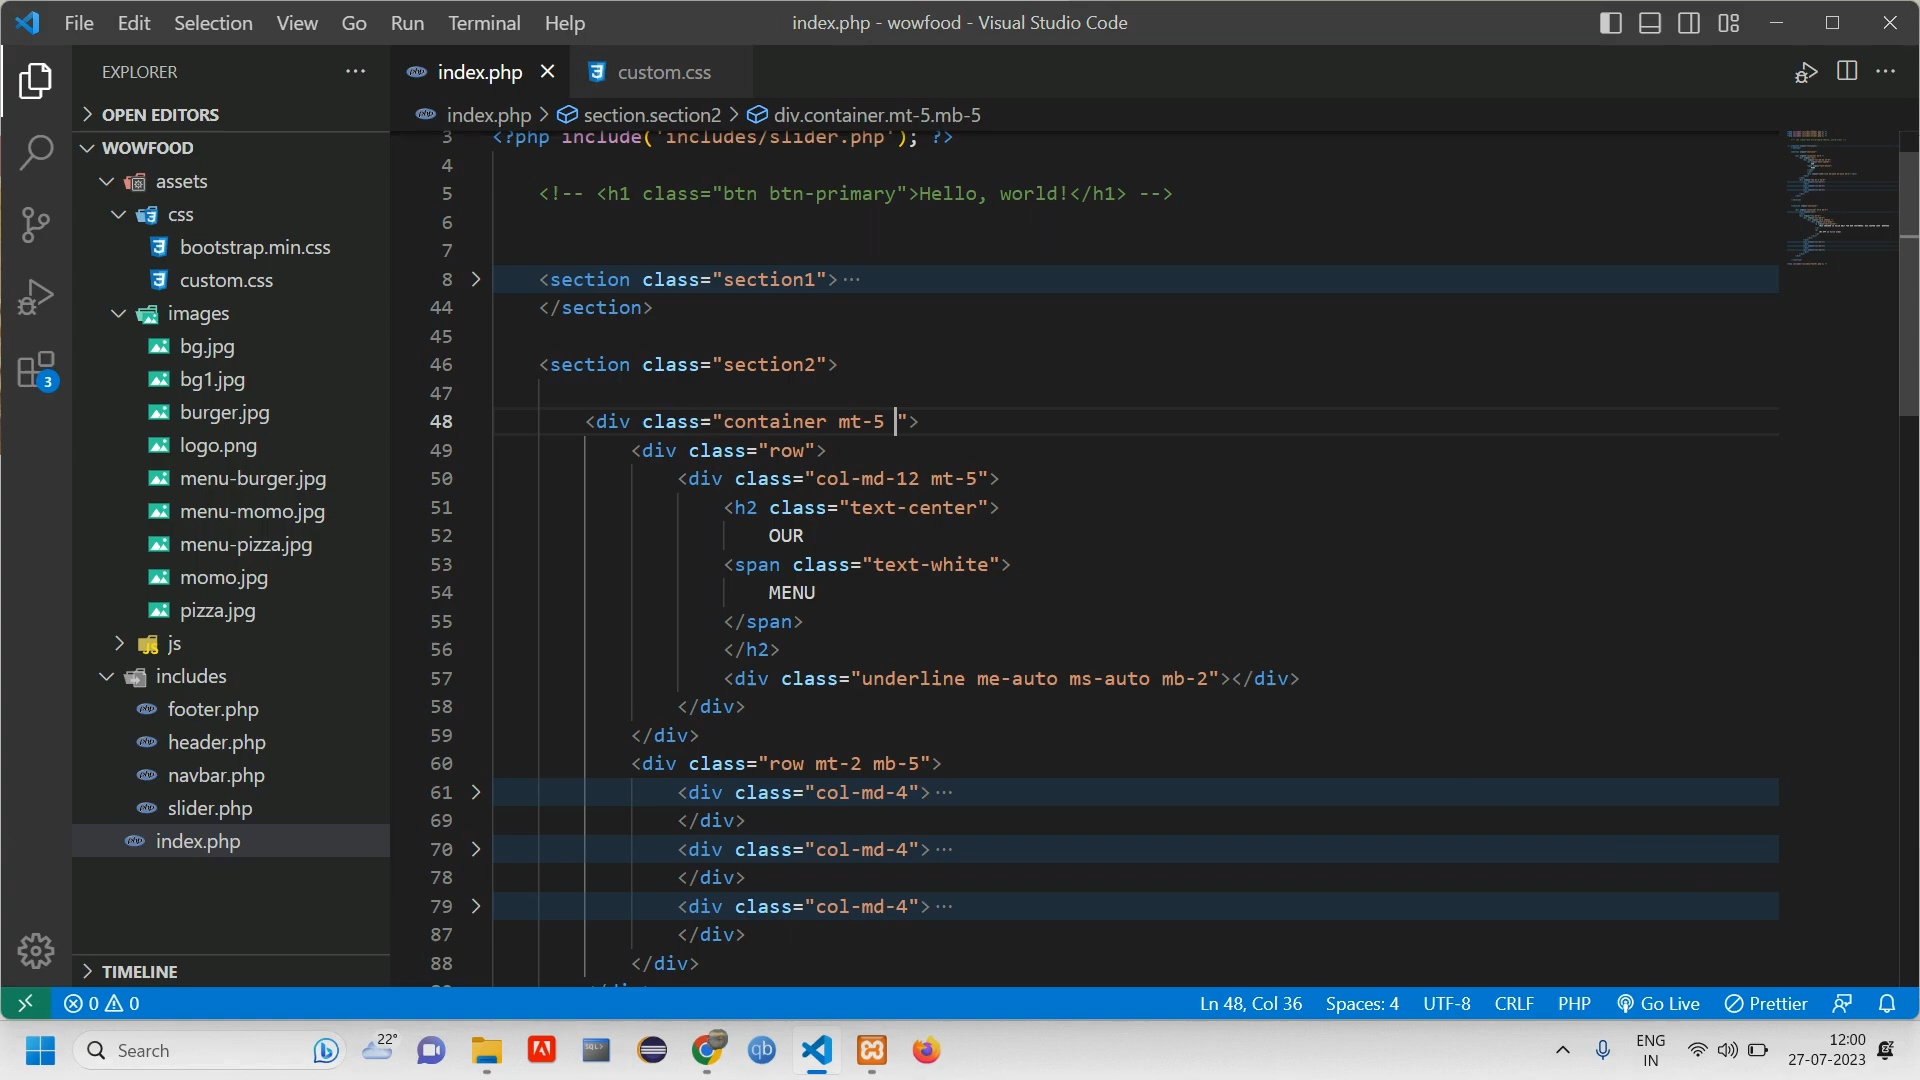 File Edit Selection View Go Run Terminal Help
index.php - wowfood - Visual Studio Code
EXPLORER
OPEN EDITORS
WOWFOOD
assets
css
bootstrap.min.css
custom.css
images
bg.jpg
bg1.jpg
burger.jpg
logo.png
menu-burger.jpg
menu-momo.jpg
menu-pizza.jpg
momo.jpg
pizza.jpg
js
includes
footer.php
header.php
navbar.php
slider.php
index.php
TIMELINE
3
index.php
custom.css
index.php > section.section2 > div.container.mt-5.mb-5
3 <?php include('includes/slider.php'); ?>
4
5 <!-- <h1 class="btn btn-primary">Hello, world!</h1> -->
6
7
8 <section class="section1">…
44 </section>
45
46 <section class="section2">
47
48 <div class="container mt-5 ">
49 <div class="row">
50 <div class="col-md-12 mt-5">
51 <h2 class="text-center">
52 OUR
53 <span class="text-white">
54 MENU
55 </span>
56 </h2>
57 <div class="underline me-auto ms-auto mb-2"></div>
58 </div>
59 </div>
60 <div class="row mt-2 mb-5">
61 <div class="col-md-4">…
69 </div>
70 <div class="col-md-4">…
78 </div>
79 <div class="col-md-4">…
87 </div>
88 </div>
0 0
Ln 48, Col 36 Spaces: 4 UTF-8 CRLF PHP Go Live Prettier
Search
22°
SQL>
qb
ENG
IN
12:00
27-07-2023